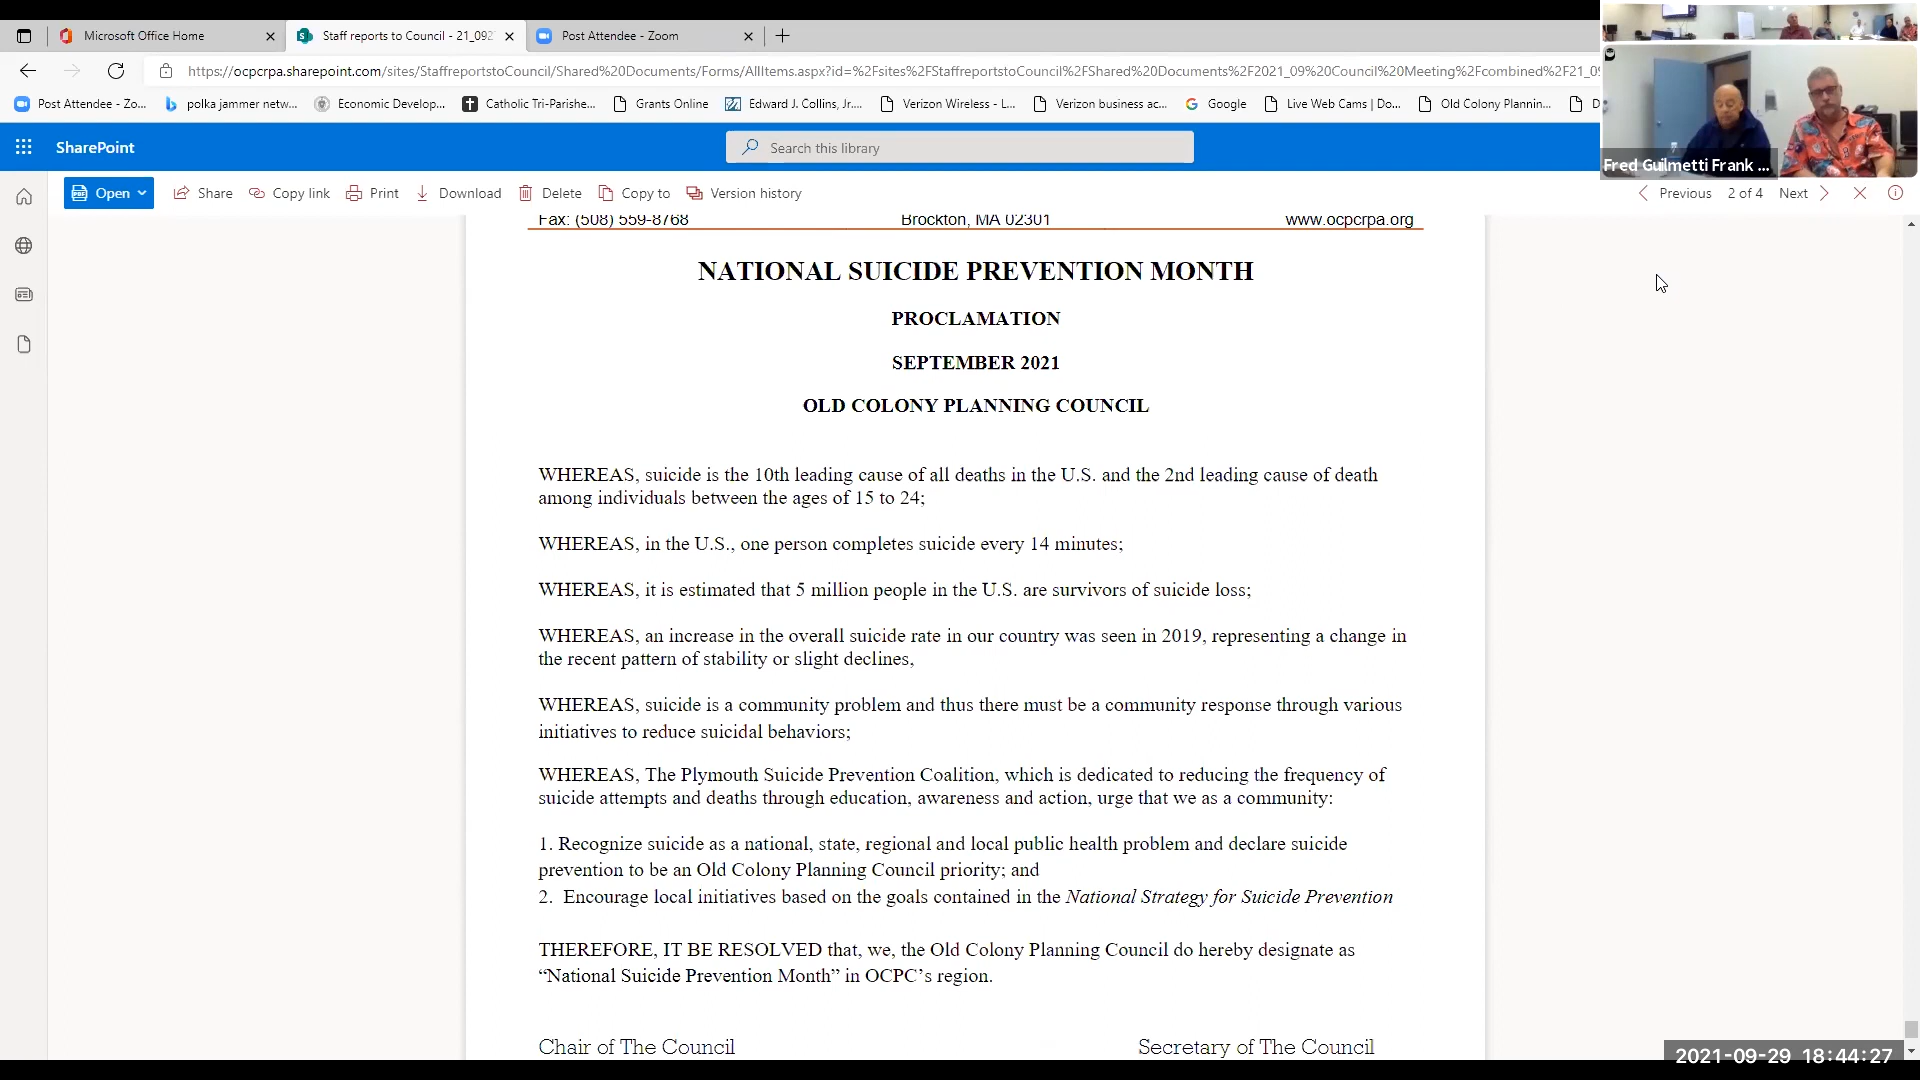 Microsoft Office Home
Staff reports to Council - 21_092
Post Attendee - Zoom
https://ocpcrpa.sharepoint.com/sites/StaffreportstoCouncil/Shared%20Documents/Forms/AllItems.aspx?id=%2Fsites%2FStaffreportstoCouncil%2FShared%20Documents%2F2021_09%20Council%20Meeting%2Fcombined%2F21_09
Post Attendee - Zo...
polka jammer netw...
Economic Develop...
Catholic Tri-Parishe...
Grants Online
Edward J. Collins, Jr....
Verizon Wireless - L...
Verizon business ac...
Google
Live Web Cams | Do...
Old Colony Plannin...
Fred Guilmetti Frank ...
SharePoint
Search this library
Open
Share
Copy link
Print
Download
Delete
Copy to
Version history
Previous
2 of 4
Next
Fax: (508) 559-8768
Brockton, MA 02301
www.ocpcrpa.org
NATIONAL SUICIDE PREVENTION MONTH
PROCLAMATION
SEPTEMBER 2021
OLD COLONY PLANNING COUNCIL
WHEREAS, suicide is the 10th leading cause of all deaths in the U.S. and the 2nd leading cause of death
among individuals between the ages of 15 to 24;
WHEREAS, in the U.S., one person completes suicide every 14 minutes;
WHEREAS, it is estimated that 5 million people in the U.S. are survivors of suicide loss;
WHEREAS, an increase in the overall suicide rate in our country was seen in 2019, representing a change in
the recent pattern of stability or slight declines,
WHEREAS, suicide is a community problem and thus there must be a community response through various
initiatives to reduce suicidal behaviors;
WHEREAS, The Plymouth Suicide Prevention Coalition, which is dedicated to reducing the frequency of
suicide attempts and deaths through education, awareness and action, urge that we as a community:
1. Recognize suicide as a national, state, regional and local public health problem and declare suicide
prevention to be an Old Colony Planning Council priority; and
2. Encourage local initiatives based on the goals contained in the National Strategy for Suicide Prevention
THEREFORE, IT BE RESOLVED that, we, the Old Colony Planning Council do hereby designate as
“National Suicide Prevention Month” in OCPC’s region.
Chair of The Council
Secretary of The Council
2021-09-29 18:44:27